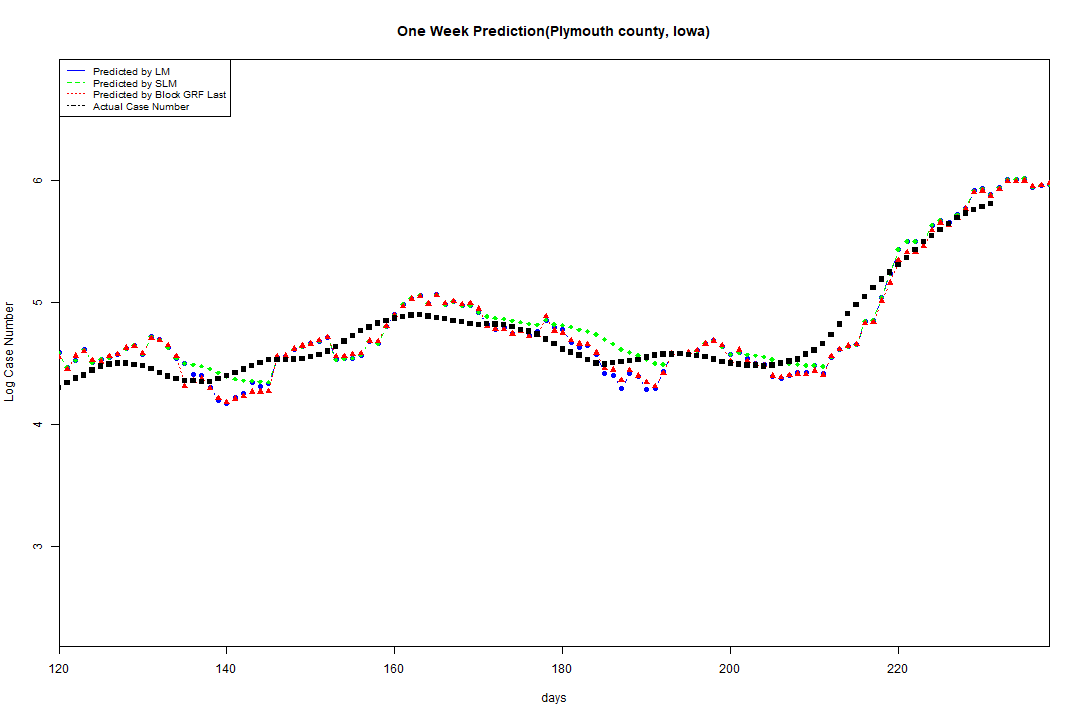 One Week Prediction(Plymouth county, Iowa)
Predicted by LM
Predicted by SLM
Predicted by Block GRF Last
Actual Case Number
6
5
4
3
Log Case Number
120 140 160 180 200 220
days